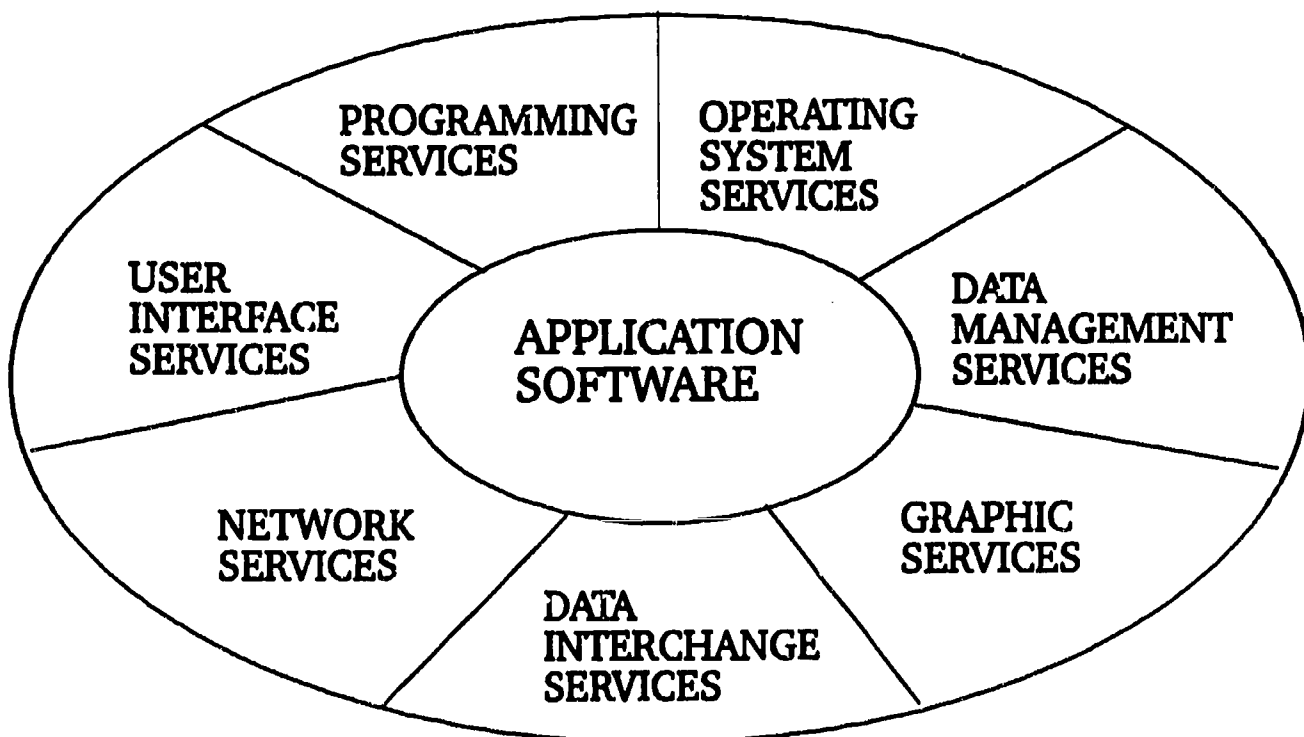 PROGRAMMING
SERVICES
OPERATING
SYSTEM
SERVICES
USER
INTERFACE
SERVICES
APPLICATION
SOFTWARE
DATA
MANAGEMENT
SERVICES
NETWORK
SERVICES
GRAPHIC
SERVICES
DATA
INTERCHANGE
SERVICES